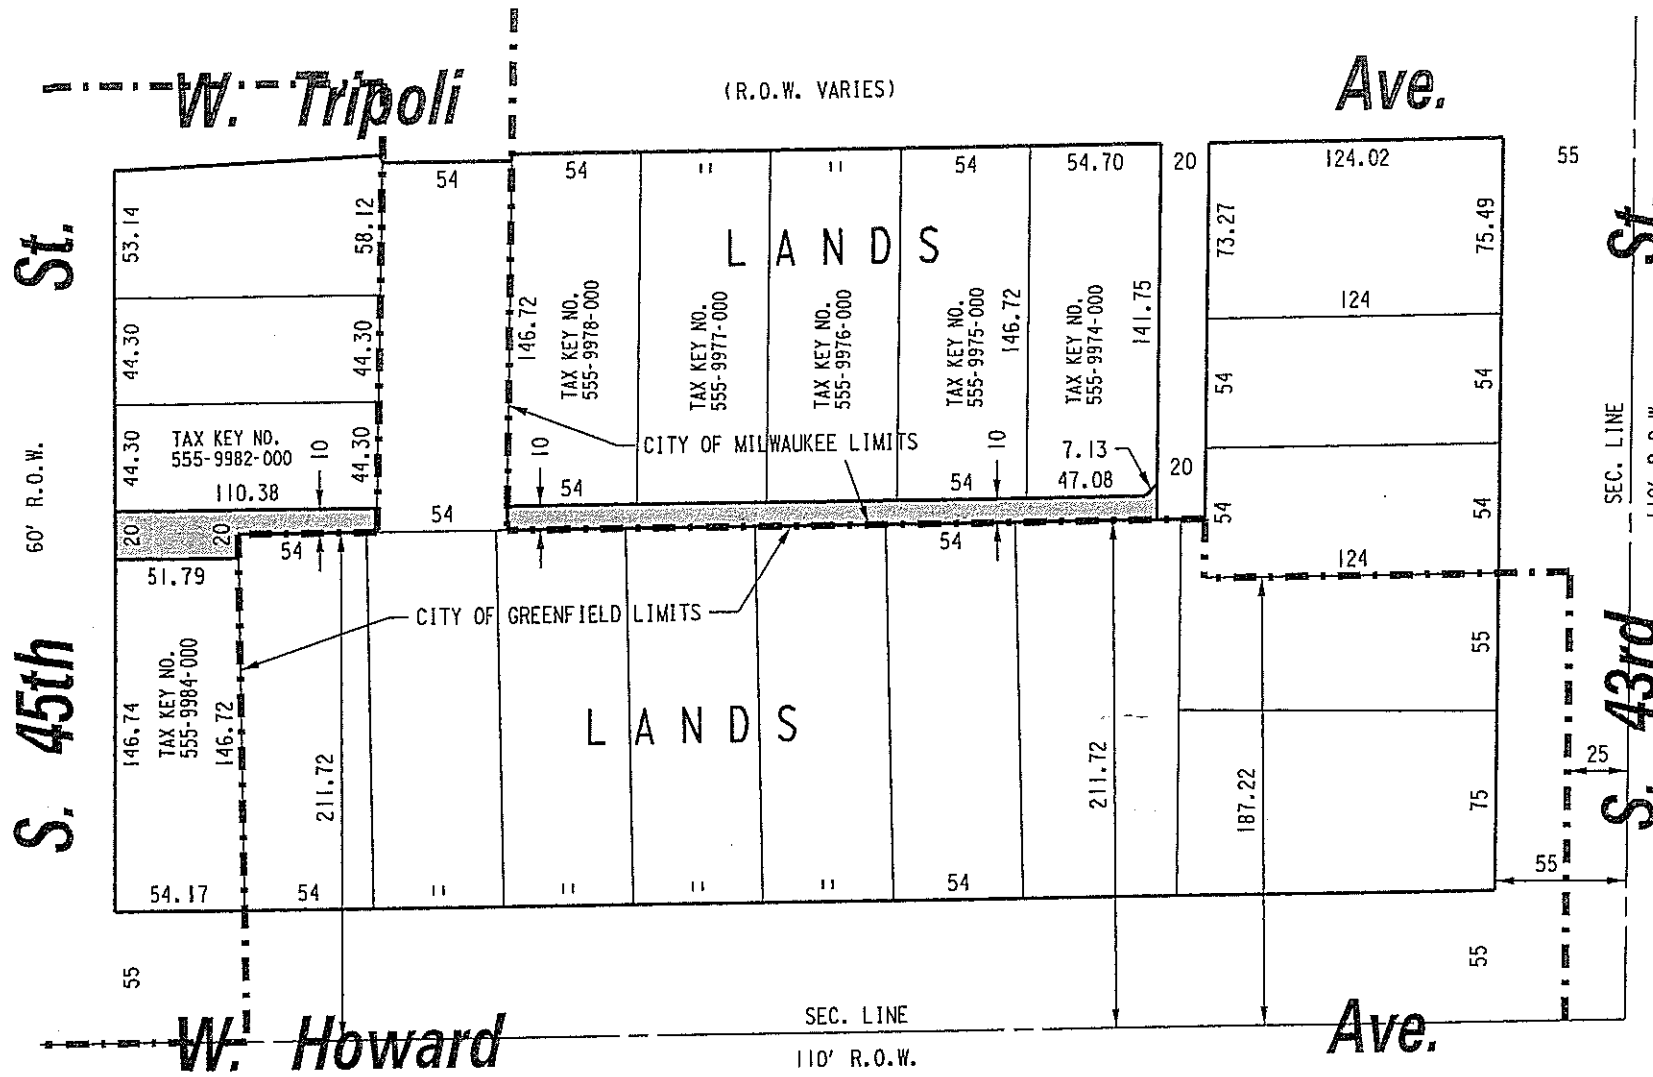 W. Tripoli Ave.
(R.O.W. VARIES)
54
54
11
11
54
54.70
20
124.02
55
St.
53.14
58.12
LANDS
73.27
75.49
St.
44.30
44.30
146.72
TAX KEY NO.
555-9978-000
TAX KEY NO.
555-9977-000
TAX KEY NO.
555-9976-000
TAX KEY NO.
555-9975-000
146.72
TAX KEY NO.
555-9974-000
141.75
124
54
54
60' R.O.W.
44.30
TAX KEY NO.
555-9982-000
10
44.30
110.38
10
CITY OF MILWAUKEE LIMITS
10
7.13
47.08
20
SEC. LINE
54
54
54
54
20
20
54
54
124
51.79
CITY OF GREENFIELD LIMITS
S. 45th
146.74
TAX KEY NO.
555-9984-000
146.72
211.72
LANDS
211.72
187.22
55
75
25
S. 43rd
54.17
54
11
11
11
11
54
55
55
55
W. Howard Ave.
SEC. LINE
110' R.O.W.